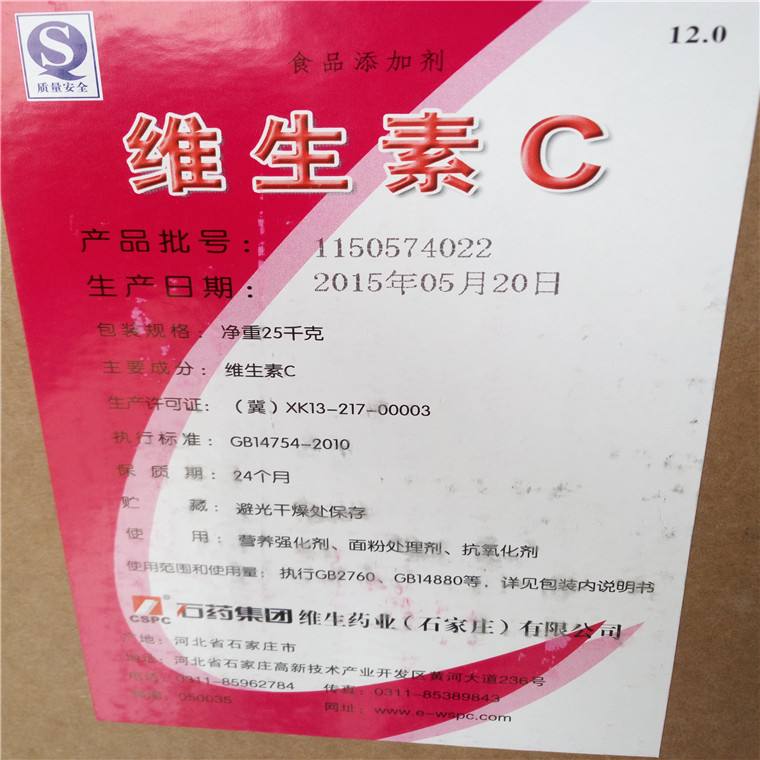 质量安全
12.0
食品添加剂
维生素C
产品批号: 1150574022
生产日期: 2015年05月20日
包装规格: 净重25千克
主要成分: 维生素C
生产许可证: (冀)XK13-217-00003
执行标准: GB14754-2010
保质期: 24个月
贮藏: 避光干燥处保存
使用: 营养强化剂、面粉处理剂、抗氧化剂
使用范围和使用量: 执行GB2760、GB14880等,详见包装内说明书
CSPC® 石药集团维生药业(石家庄)有限公司
产地: 河北省石家庄市
河北省石家庄高新技术产业开发区黄河大道236号
电话: 0311-85962784 传真: 0311-85389843
邮编: 050035 网址: www.e-wspc.com